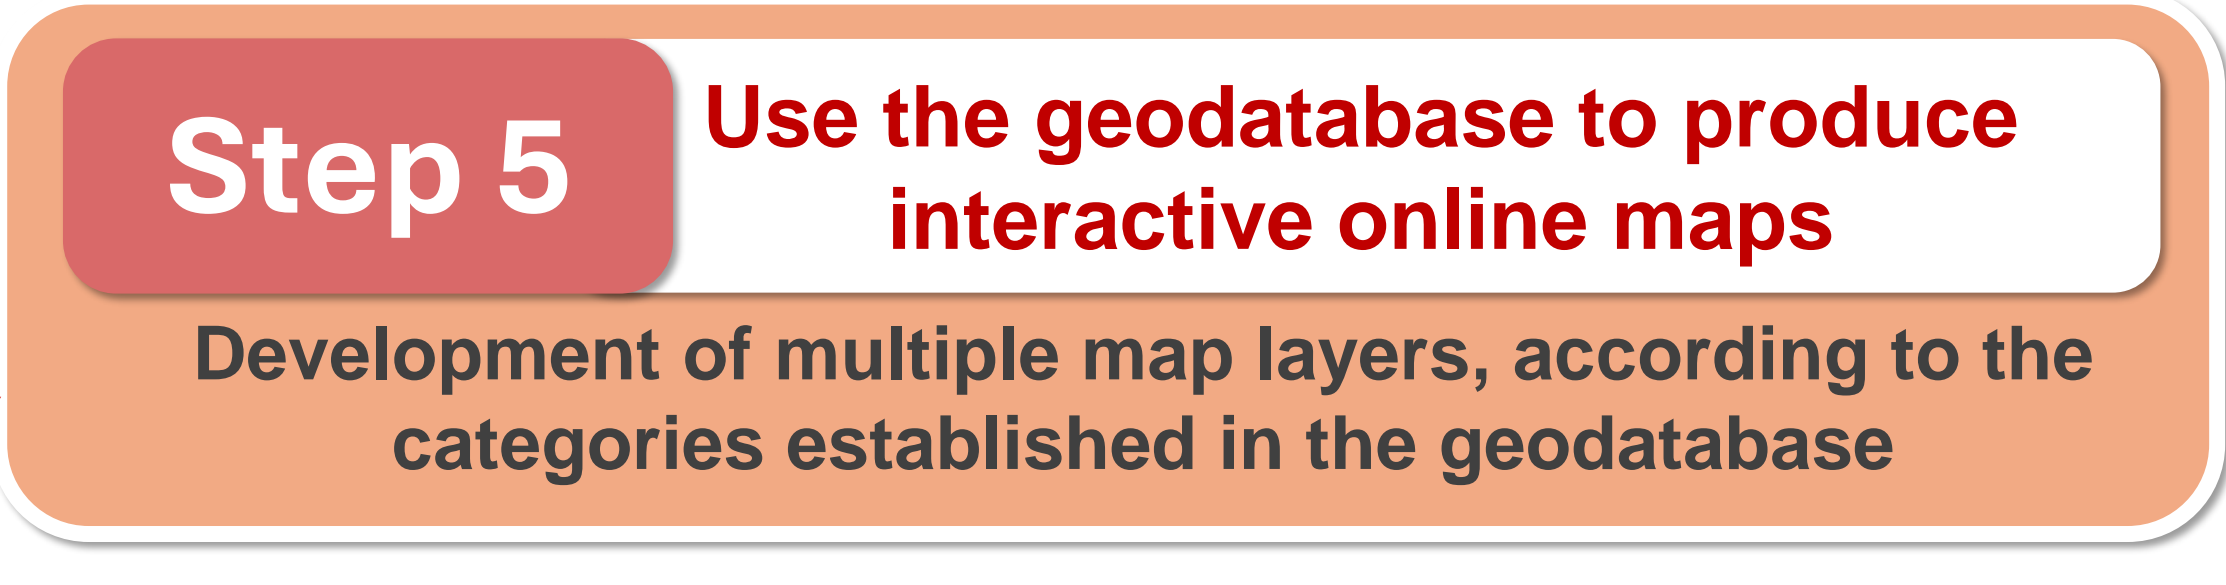 Step 5
Use the geodatabase to produce
interactive online maps
Development of multiple map layers, according to the
categories established in the geodatabase